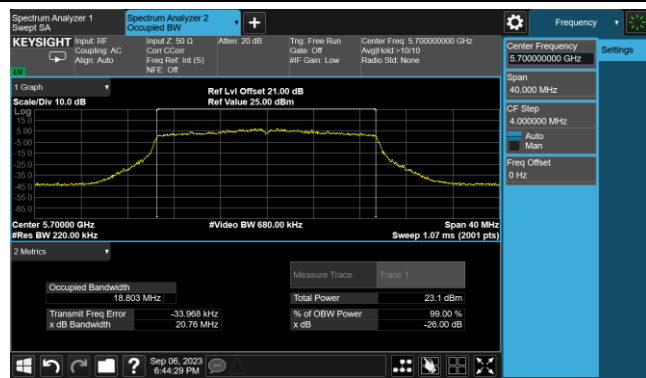 Spectrum Analyzer 1
Swept SA
Spectrum Analyzer 2
Occupied BW
Frequency
KEYSIGHT
Input: RF
Coupling: AC
Align: Auto
Input Z: 50 Ω
Corr CCorr
Freq Ref: Int (S)
NFE: Off
Atten: 20 dB
Trig: Free Run
Gate: Off
#IF Gain: Low
Center Freq: 5.700000000 GHz
Avg|Hold:>10/10
Radio Std: None
LW
1 Graph
Scale/Div 10.0 dB
Ref Lvl Offset 21.00 dB
Ref Value 25.00 dBm
Log
15.0
5.00
-5.00
-15.0
-25.0
-35.0
-45.0
-55.0
-65.0
Center 5.70000 GHz
#Res BW 220.00 kHz
#Video BW 680.00 kHz
Span 40 MHz
Sweep 1.07 ms (2001 pts)
2 Metrics
Measure Trace
Trace 1
Occupied Bandwidth
18.803 MHz
Total Power
23.1 dBm
Transmit Freq Error
-33.968 kHz
% of OBW Power
99.00 %
x dB Bandwidth
20.76 MHz
x dB
-26.00 dB
Center Frequency
5.700000000 GHz
Settings
Span
40.000 MHz
CF Step
4.000000 MHz
Auto
Man
Freq Offset
0 Hz
?
Sep 06, 2023
6:44:29 PM